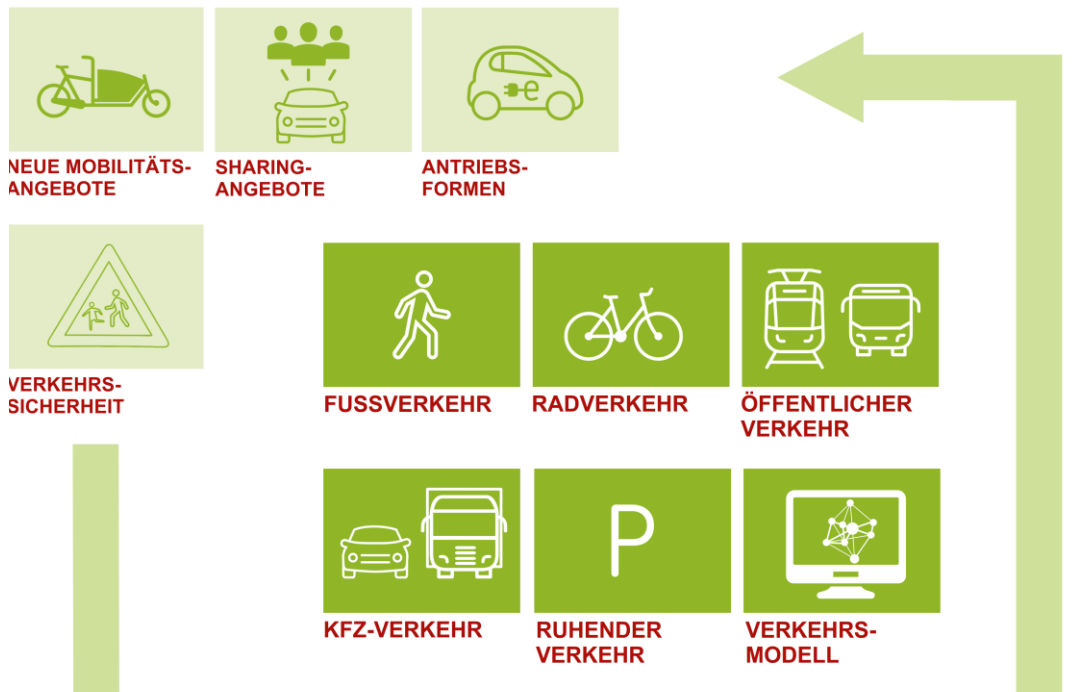 e
NEUE MOBILITÄTS-
ANGEBOTE
SHARING-
ANGEBOTE
ANTRIEBS-
FORMEN
VERKEHRS-
SICHERHEIT
FUSSVERKEHR
RADVERKEHR
ÖFFENTLICHER
VERKEHR
P
KFZ-VERKEHR
RUHENDER
VERKEHR
VERKEHRS-
MODELL